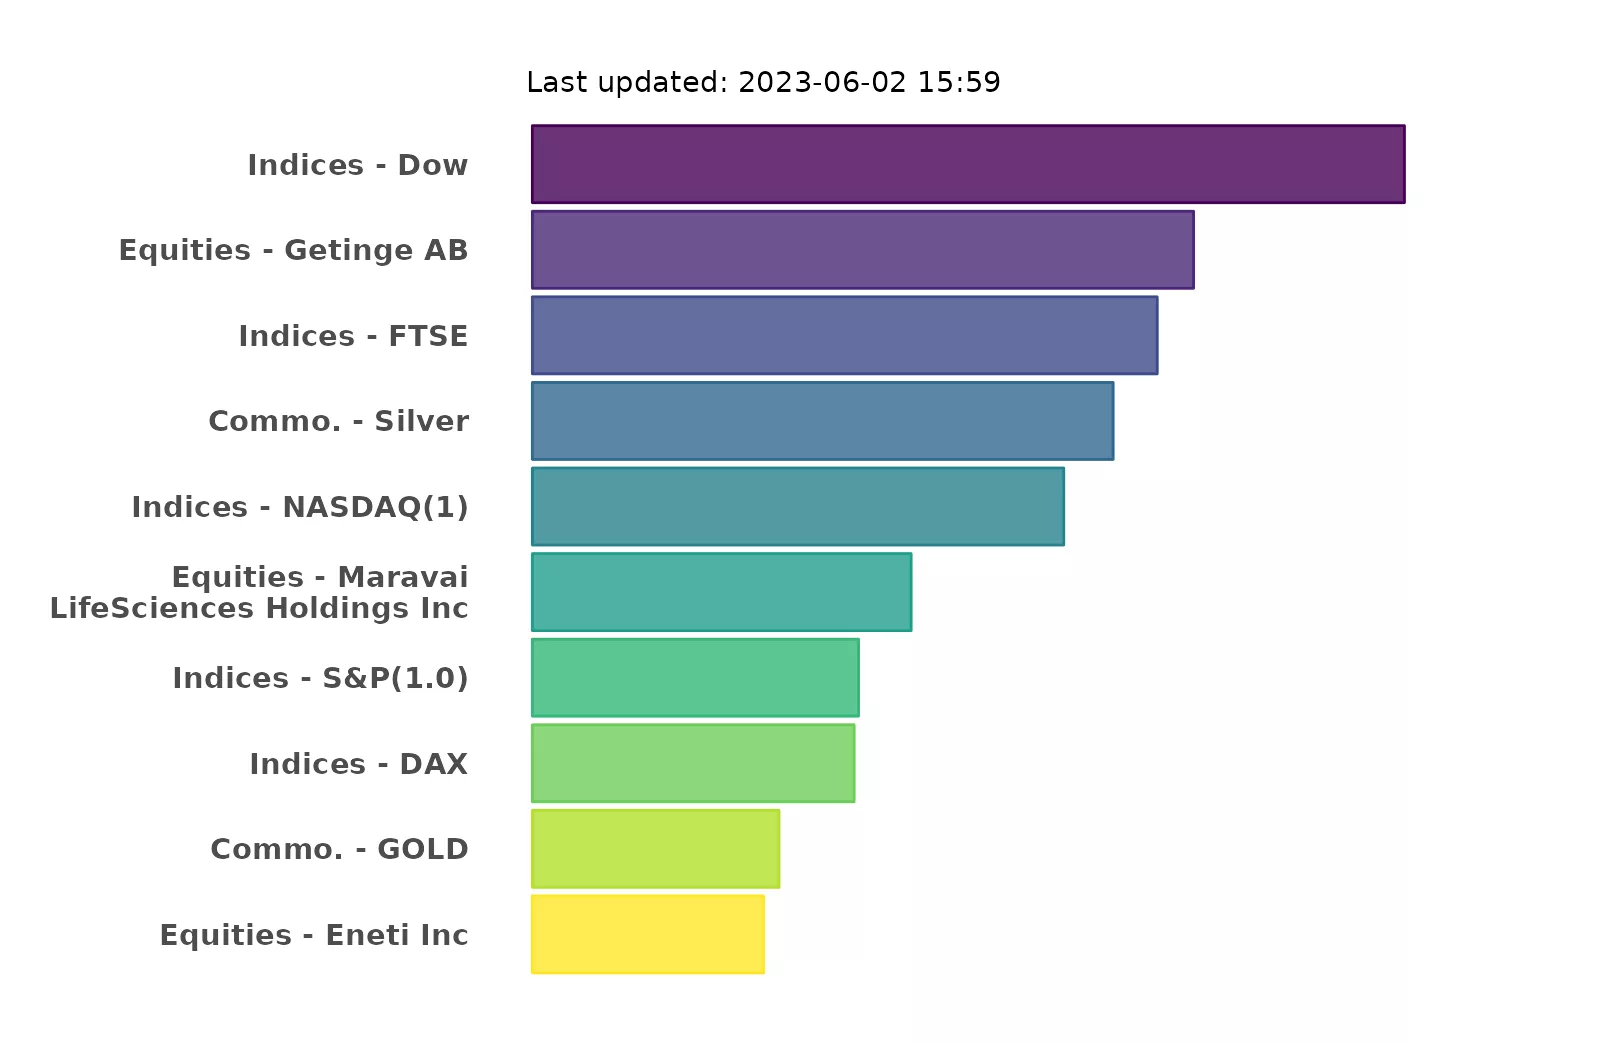 Last updated: 2023-06-02 15:59
Indices - Dow
Equities - Getinge AB
Indices - FTSE
Commo. - Silver
Indices - NASDAQ(1)
Equities - Maravai
LifeSciences Holdings Inc
Indices - S&P(1.0)
Indices - DAX
Commo. - GOLD
Equities - Eneti Inc